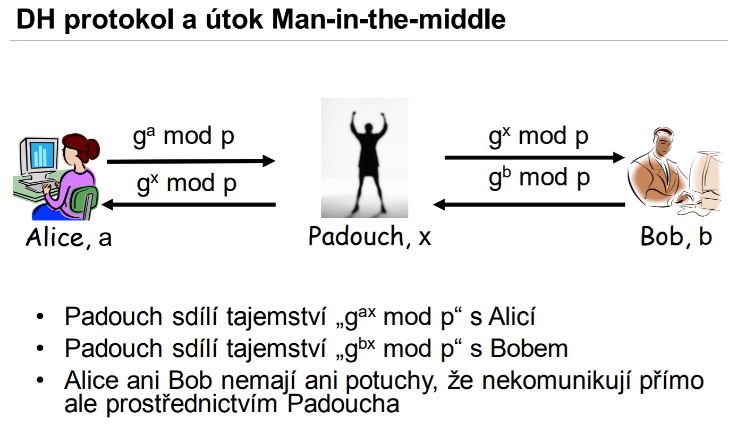 DH protokol a útok Man-in-the-middle
gᵃ mod p
gˣ mod p
gˣ mod p
gᵇ mod p
Alice, a
Padouch, x
Bob, b
• Padouch sdílí tajemství „gᵃˣ mod p“ s Alicí
• Padouch sdílí tajemství „gᵇˣ mod p“ s Bobem
• Alice ani Bob nemají ani potuchy, že nekomunikují přímo
ale prostřednictvím Padoucha